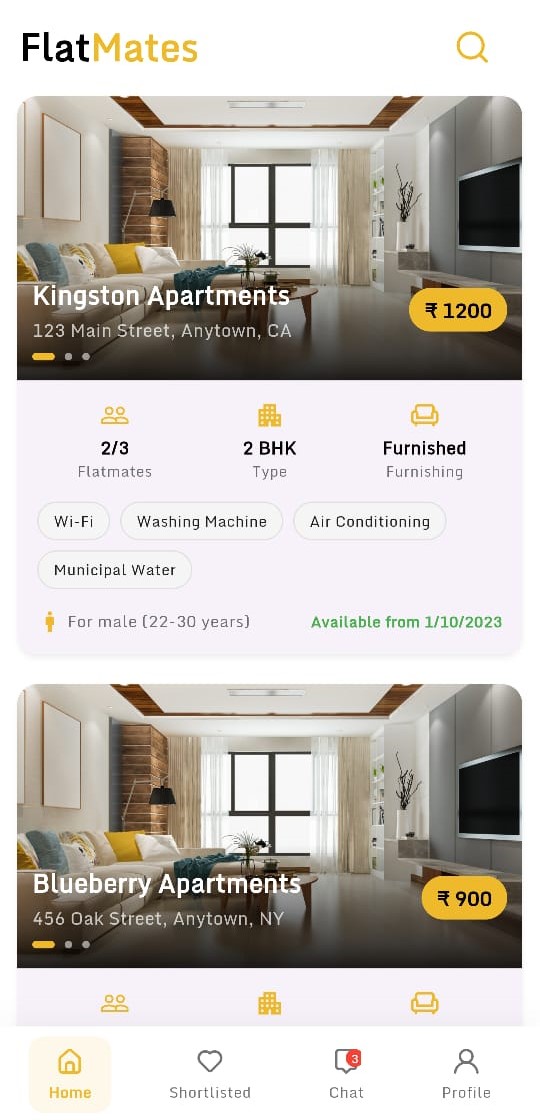 FlatMates
Kingston Apartments
123 Main Street, Anytown, CA
₹ 1200
2/3
Flatmates
2 BHK
Type
Furnished
Furnishing
Wi-Fi
Washing Machine
Air Conditioning
Municipal Water
For male (22-30 years)
Available from 1/10/2023
Blueberry Apartments
456 Oak Street, Anytown, NY
₹ 900
Home
Shortlisted
3
Chat
Profile